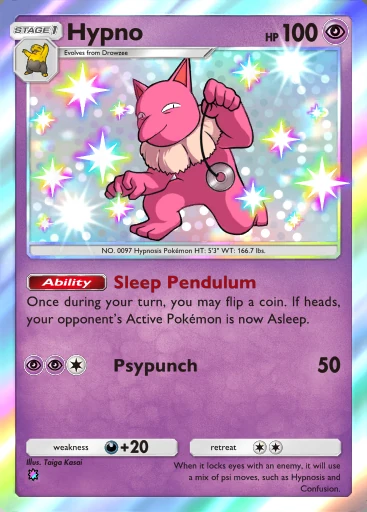 STAGE 1 Hypno HP 100
Evolves from Drowzee
NO. 0097 Hypnosis Pokémon HT: 5'3" WT: 166.7 lbs.
Ability Sleep Pendulum
Once during your turn, you may flip a coin. If heads,
your opponent's Active Pokémon is now Asleep.
Psypunch 50
weakness +20 retreat
Illus. Taiga Kasai
When it locks eyes with an enemy, it will use
a mix of psi moves, such as Hypnosis and
Confusion.